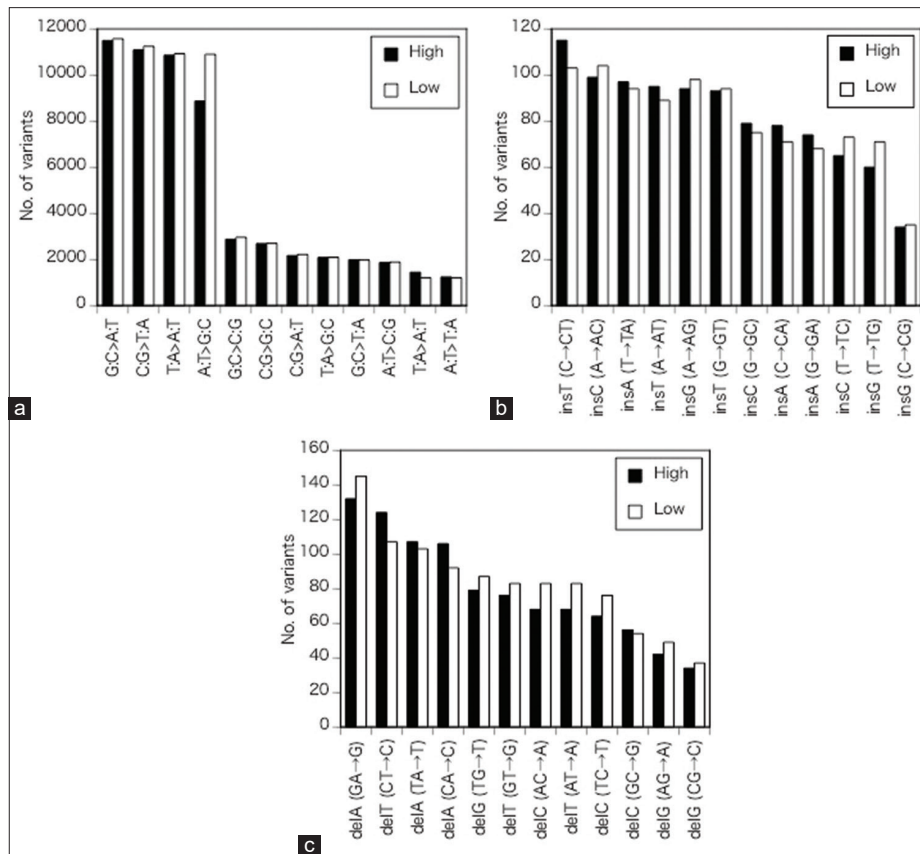 12000
10000
8000
6000
4000
2000
0
No. of variants
High
Low
G:C>A:T
C:G>T:A
T:A>A:T
A:T>G:C
G:C>C:G
C:G>G:C
C:G>A:T
T:A>G:C
G:C>T:A
A:T>C:G
T:A>A:T
A:T>T:A
a
120
100
80
60
40
20
0
No. of variants
High
Low
insT (C→CT)
insC (A→AC)
insA (T→TA)
insT (A→AT)
insG (A→AG)
insT (G→GT)
insC (G→GC)
insA (C→CA)
insA (G→GA)
insC (T→TC)
insG (T→TG)
insG (C→CG)
b
160
140
120
100
80
60
40
20
0
No. of variants
High
Low
delA (GA→G)
delT (CT→C)
delA (TA→T)
delA (CA→C)
delG (TG→T)
delT (GT→G)
delC (AC→A)
delT (AT→A)
delC (TC→T)
delC (GC→G)
delG (AG→A)
delG (CG→C)
c